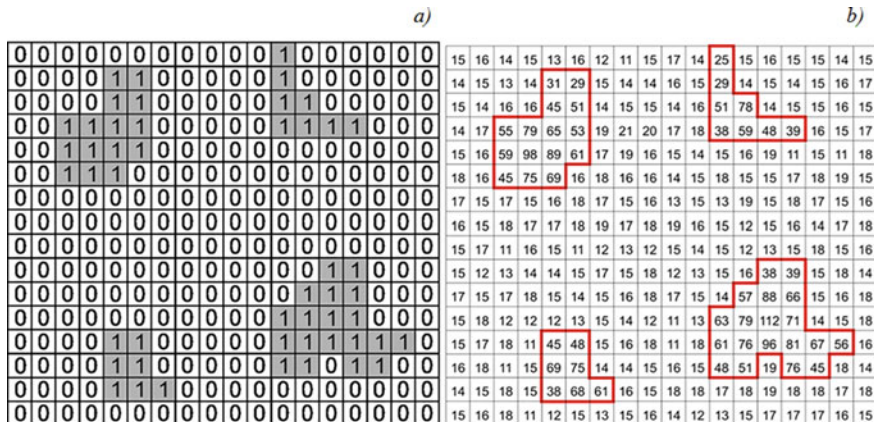 a)
0 0 0 0 0 0 0 0 0 0 0 1 0 0 0 0 0 0
0 0 0 0 1 1 0 0 0 0 0 1 0 0 0 0 0 0
0 0 0 0 1 1 0 0 0 0 0 1 1 0 0 0 0 0
0 0 1 1 1 1 0 0 0 0 0 1 1 1 1 0 0 0
0 0 1 1 1 1 0 0 0 0 0 0 0 0 0 0 0 0
0 0 1 1 1 0 0 0 0 0 0 0 0 0 0 0 0 0
0 0 0 0 0 0 0 0 0 0 0 0 0 0 0 0 0 0
0 0 0 0 0 0 0 0 0 0 0 0 0 0 0 0 0 0
0 0 0 0 0 0 0 0 0 0 0 0 0 0 0 0 0 0
0 0 0 0 0 0 0 0 0 0 0 0 0 1 1 0 0 0
0 0 0 0 0 0 0 0 0 0 0 0 1 1 1 0 0 0
0 0 0 0 0 0 0 0 0 0 0 1 1 1 1 0 0 0
0 0 0 0 1 1 0 0 0 0 0 1 1 1 1 1 1 0
0 0 0 0 1 1 0 0 0 0 0 1 1 0 1 1 0 0
0 0 0 0 1 1 1 0 0 0 0 0 0 0 0 0 0 0
0 0 0 0 0 0 0 0 0 0 0 0 0 0 0 0 0 0
b)
15 16 14 15 13 16 12 11 15 17 14 25 15 16 15 15 14 15
14 15 13 14 31 29 15 14 14 16 15 29 14 15 14 15 16 17
15 14 16 16 45 51 14 15 15 14 16 51 78 14 15 15 16 15
14 17 55 79 65 53 19 21 20 17 18 38 59 48 39 16 15 17
15 16 59 98 89 61 17 19 16 15 14 15 16 19 11 15 11 18
18 16 45 75 69 16 18 16 16 14 15 18 15 15 17 18 19 15
17 15 17 15 16 18 17 15 16 13 15 13 19 15 18 17 15 16
16 15 18 17 17 18 19 17 18 19 16 15 12 15 16 14 17 18
15 17 11 16 15 11 12 13 12 15 14 15 12 13 15 18 15 16
15 12 13 14 14 15 17 15 18 12 13 15 16 38 39 15 18 14
17 15 17 18 15 14 15 16 18 17 15 14 57 88 66 15 16 18
15 18 12 12 12 13 15 14 12 11 13 63 79 112 71 14 15 18
15 17 18 11 45 48 15 16 18 11 18 61 76 96 81 67 56 16
16 18 11 15 69 75 14 15 18 18 15 48 51 19 76 45 18 14
14 15 18 15 38 68 61 16 15 18 18 17 18 19 18 18 17 18
15 16 18 11 12 15 13 15 16 14 12 13 15 17 17 17 16 15